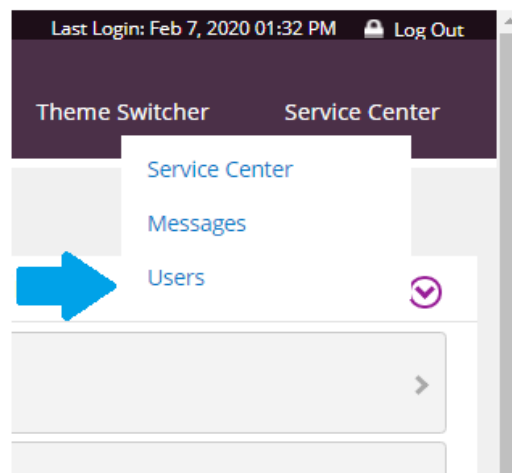 Last Login: Feb 7, 2020 01:32 PM Log Out
Theme Switcher Service Center
Service Center
Messages
Users